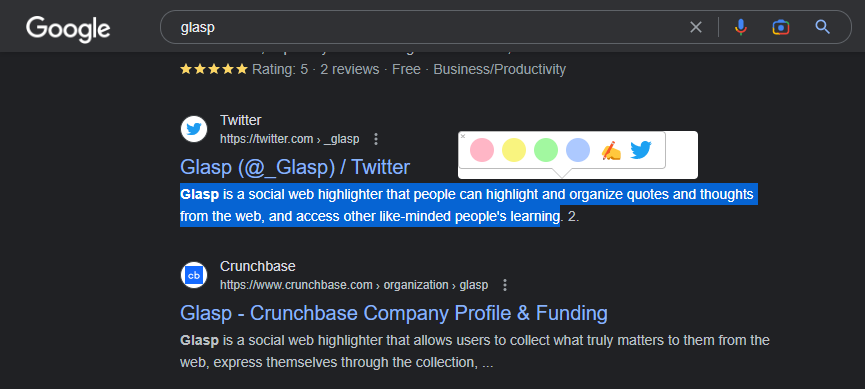 Google
glasp
Rating: 5 · 2 reviews · Free · Business/Productivity
Twitter
https://twitter.com › _glasp
Glasp (@_Glasp) / Twitter
Glasp is a social web highlighter that people can highlight and organize quotes and thoughts
from the web, and access other like-minded people's learning. 2.
cb
Crunchbase
https://www.crunchbase.com › organization › glasp
Glasp - Crunchbase Company Profile & Funding
Glasp is a social web highlighter that allows users to collect what truly matters to them from the
web, express themselves through the collection, ...